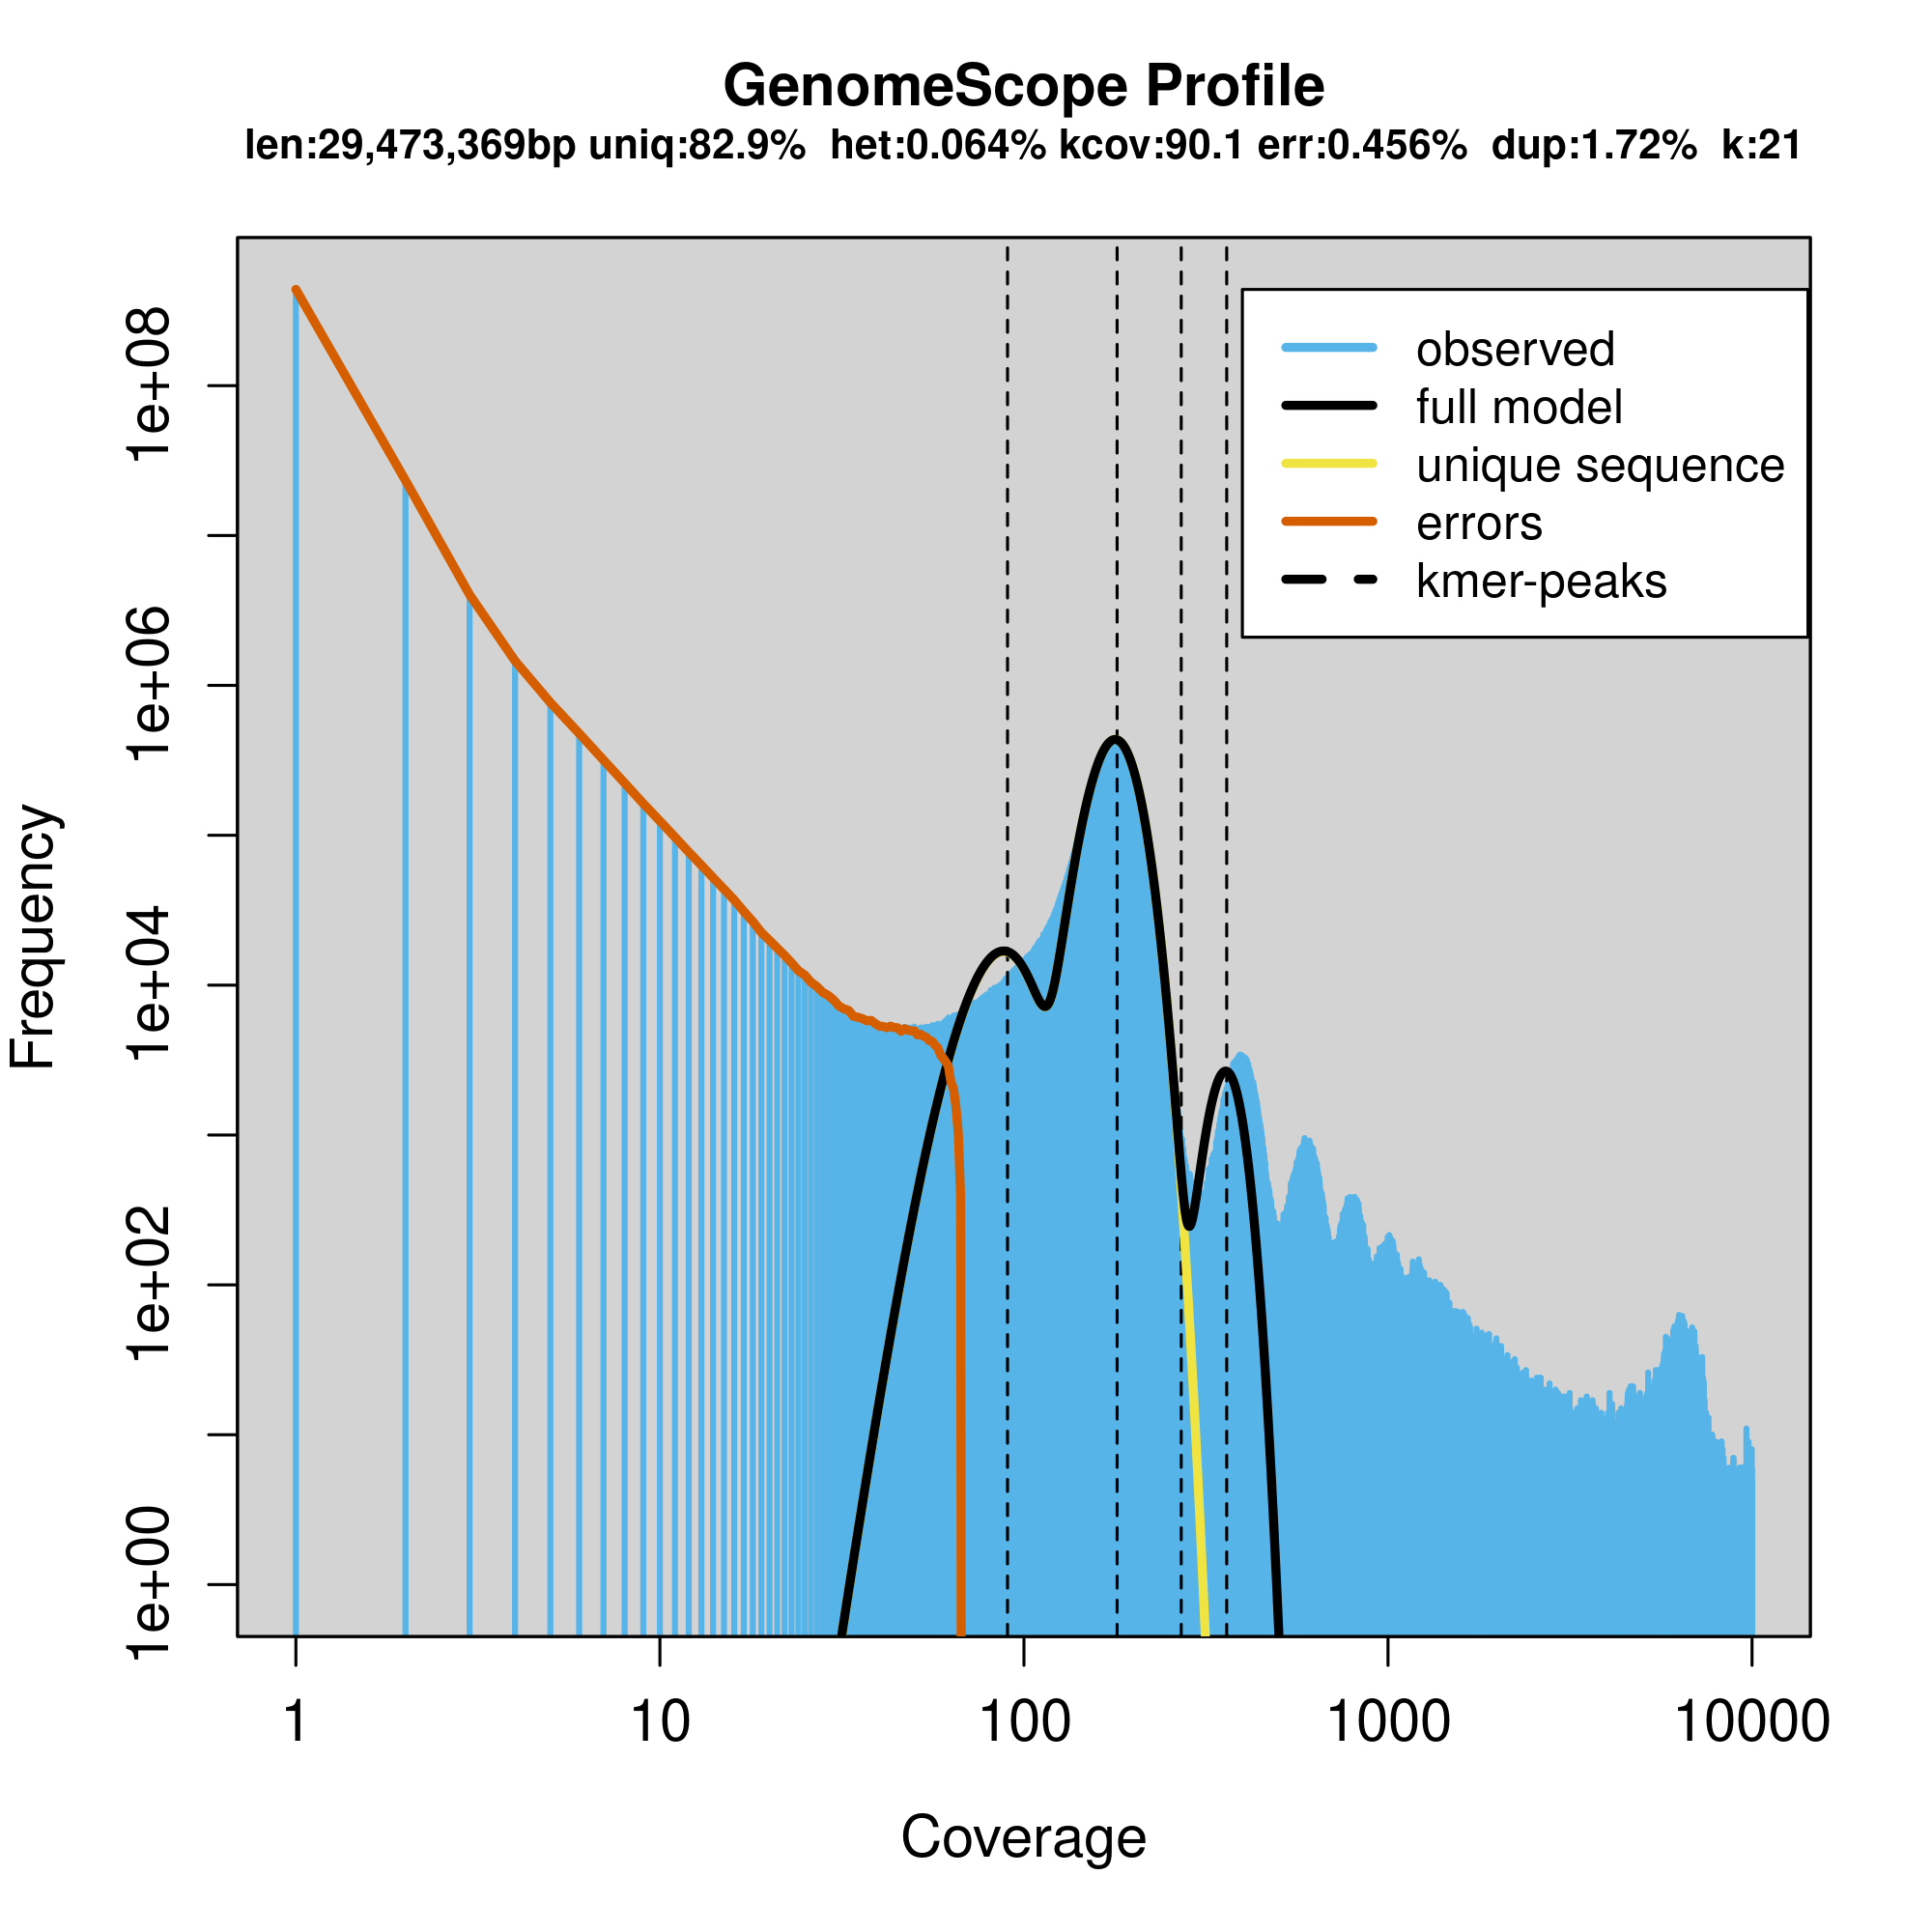 GenomeScope Profile
len:29,473,369bp uniq:82.9% het:0.064% kcov:90.1 err:0.456% dup:1.72% k:21
observed
full model
unique sequence
errors
kmer-peaks
Frequency
1e+08
1e+06
1e+04
1e+02
1e+00
1
10
100
1000
10000
Coverage